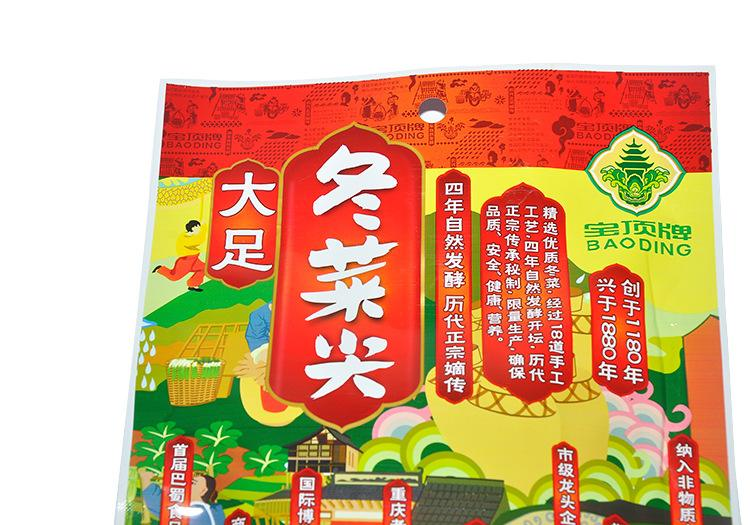 宝顶牌
BAODING
大足
冬菜尖
四年自然发酵 历代正宗嫡传
精选优质冬菜,经过18道手工
工艺,四年自然发酵开坛,历代
正宗传承秘制,限量生产,确保
品质、安全、健康、营养。
宝顶牌
BAODING
创于1180年
兴于1880年
首届巴蜀食
国际博
重庆老
市级龙头
纳入非物质